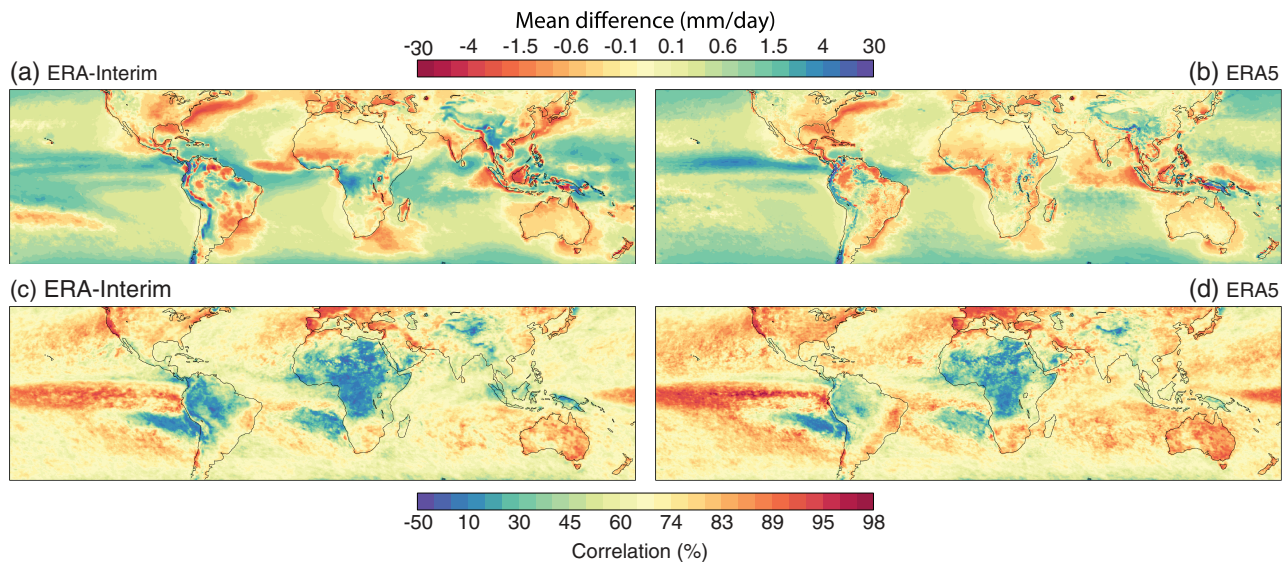 Mean difference (mm/day)
-30 -4 -1.5 -0.6 -0.1 0.1 0.6 1.5 4 30
(a) ERA-Interim
(b) ERA5
(c) ERA-Interim
(d) ERA5
-50 10 30 45 60 74 83 89 95 98
Correlation (%)